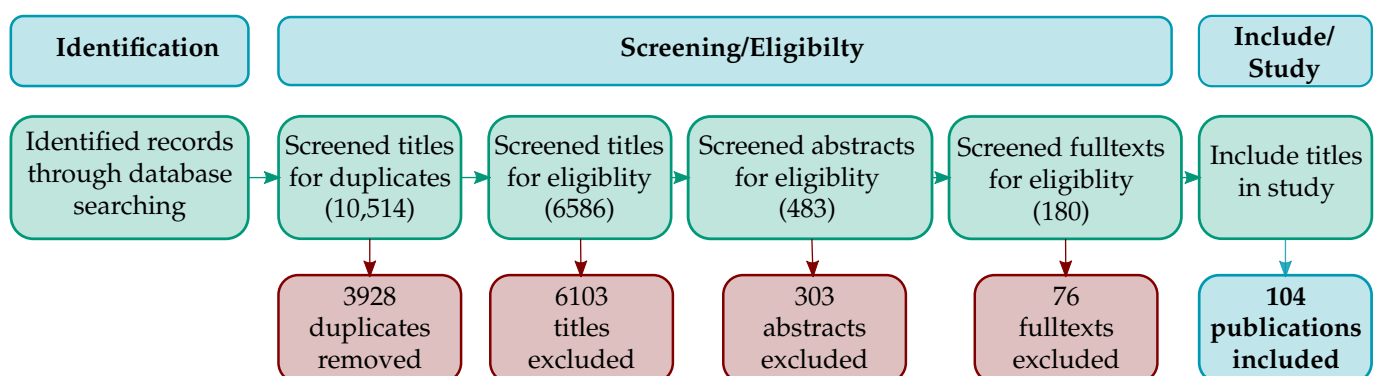 Identification
Screening/Eligibilty
Include/
Study
Identified records
through database
searching
Screened titles
for duplicates
(10,514)
Screened titles
for eligiblity
(6586)
Screened abstracts
for eligiblity
(483)
Screened fulltexts
for eligiblity
(180)
Include titles
in study
3928
duplicates
removed
6103
titles
excluded
303
abstracts
excluded
76
fulltexts
excluded
104
publications
included